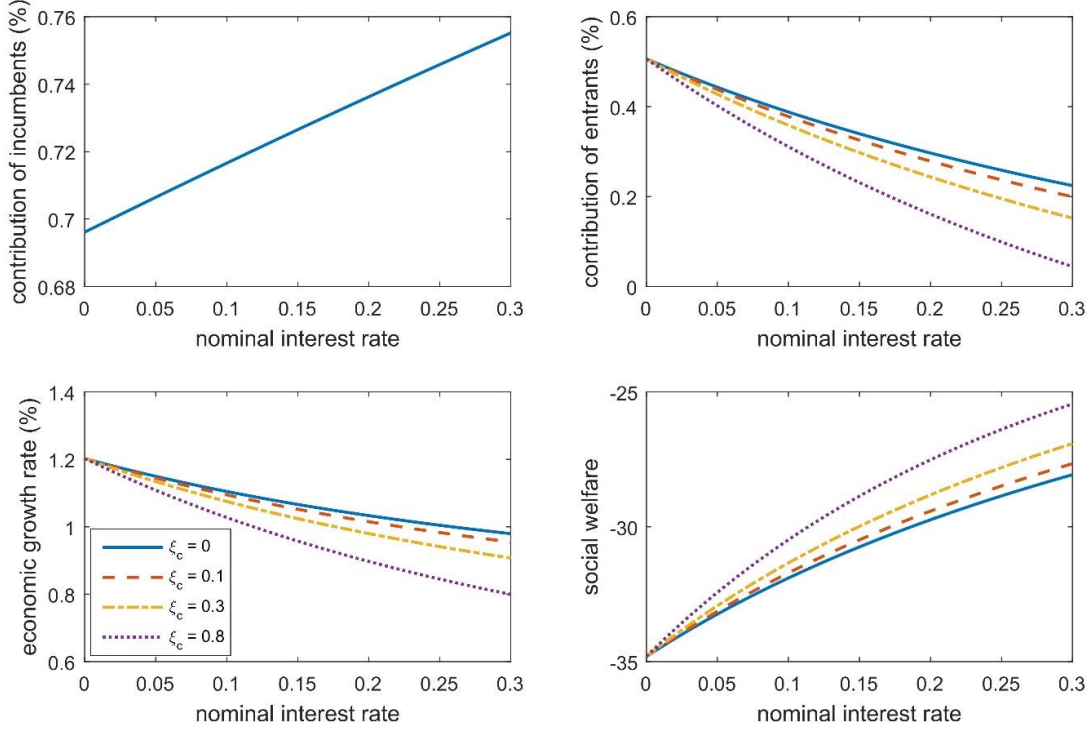 contribution of incumbents (%)
0.76
0.74
0.72
0.7
0.68
0 0.05 0.1 0.15 0.2 0.25 0.3
nominal interest rate
contribution of entrants (%)
0.6
0.4
0.2
0
0 0.05 0.1 0.15 0.2 0.25 0.3
nominal interest rate
economic growth rate (%)
1.4
1.2
1
0.8
0.6
ξc = 0
ξc = 0.1
ξc = 0.3
ξc = 0.8
0 0.05 0.1 0.15 0.2 0.25 0.3
nominal interest rate
social welfare
-25
-30
-35
0 0.05 0.1 0.15 0.2 0.25 0.3
nominal interest rate